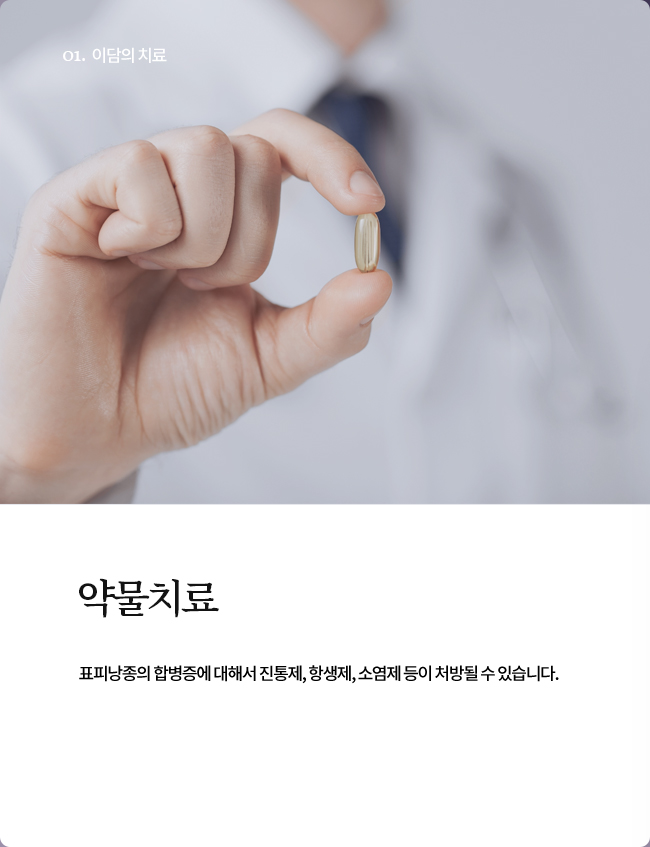 01. 이담의 치료
약물치료
표피낭종의 합병증에 대해서 진통제, 항생제, 소염제 등이 처방될 수 있습니다.